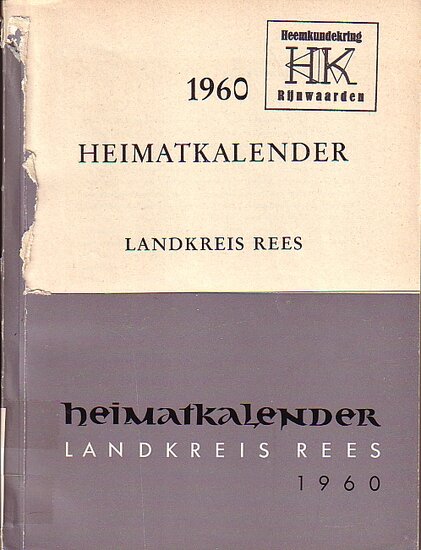 Heemkundekring
HK
Rijnwaarden
1960
HEIMATKALENDER
LANDKREIS REES
heimatkalender
LANDKREIS REES
1960